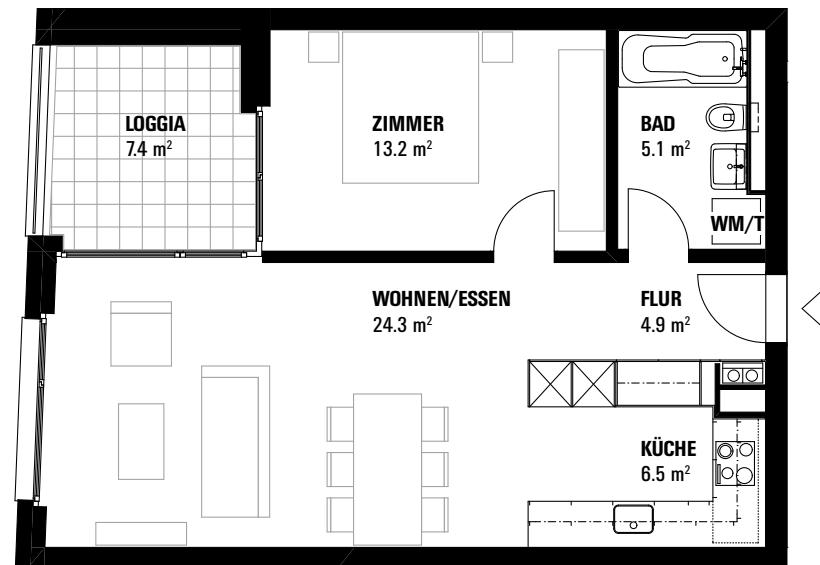 LOGGIA
7.4 m²
ZIMMER
13.2 m²
BAD
5.1 m²
WM/T
WOHNEN/ESSEN
24.3 m²
FLUR
4.9 m²
KÜCHE
6.5 m²